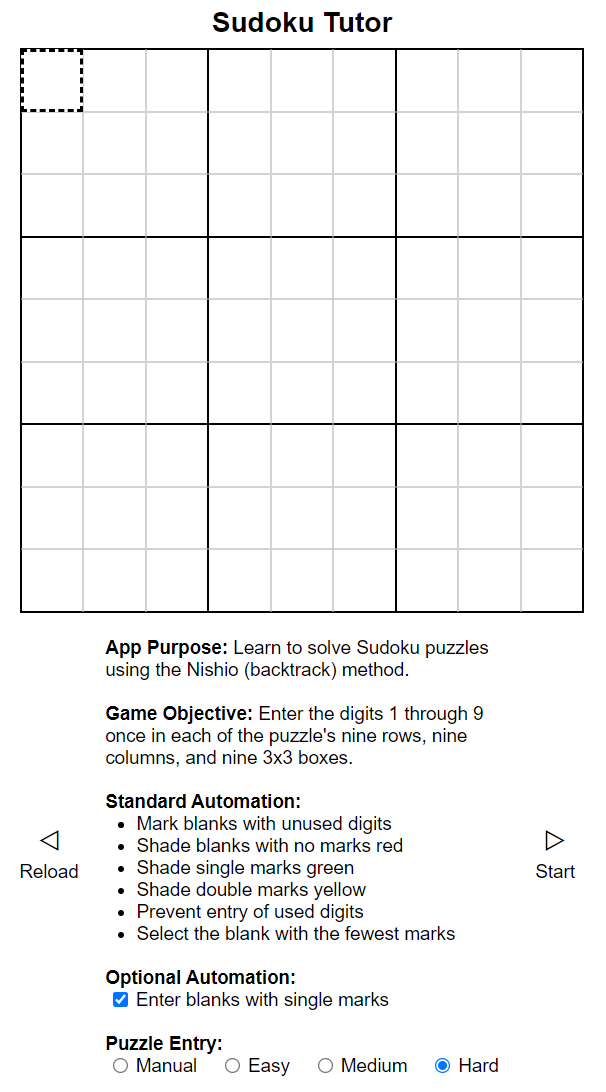 Sudoku Tutor
App Purpose: Learn to solve Sudoku puzzles
using the Nishio (backtrack) method.
Game Objective: Enter the digits 1 through 9
once in each of the puzzle's nine rows, nine
columns, and nine 3x3 boxes.
Standard Automation:
• Mark blanks with unused digits
• Shade blanks with no marks red
• Shade single marks green
• Shade double marks yellow
• Prevent entry of used digits
• Select the blank with the fewest marks
Reload
Start
Optional Automation:
Enter blanks with single marks
Puzzle Entry:
Manual Easy Medium Hard